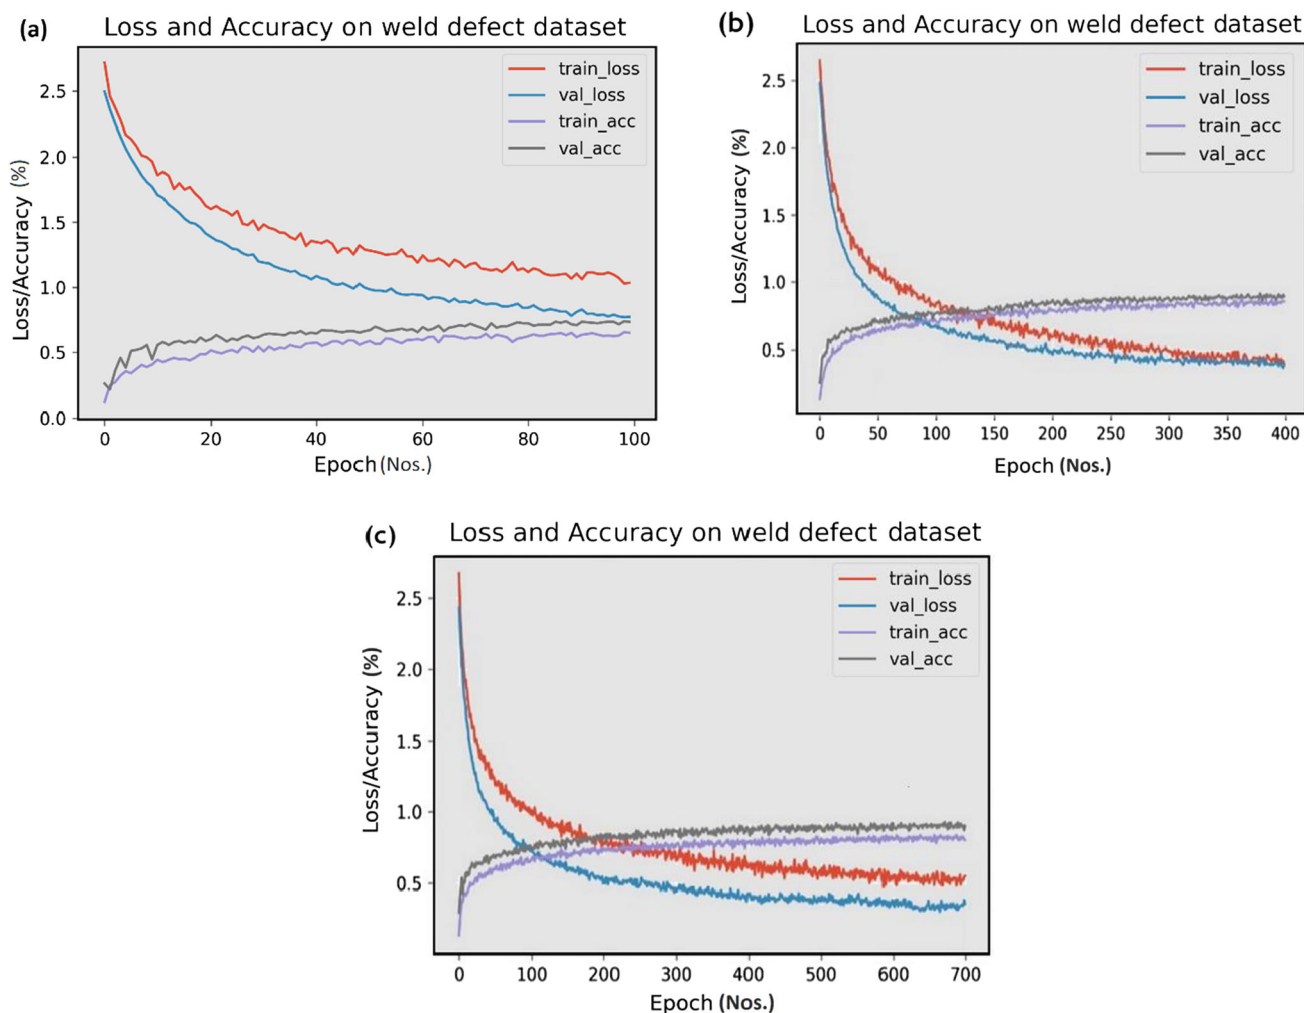 (a)
Loss and Accuracy on weld defect dataset
train_loss
val_loss
train_acc
val_acc
Loss/Accuracy (%)
2.5
2.0
1.5
1.0
0.5
0.0
0 20 40 60 80 100
Epoch (Nos.)
(b)
Loss and Accuracy on weld defect dataset
train_loss
val_loss
train_acc
val_acc
Loss/Accuracy (%)
2.5
2.0
1.5
1.0
0.5
0 50 100 150 200 250 300 350 400
Epoch (Nos.)
(c)
Loss and Accuracy on weld defect dataset
train_loss
val_loss
train_acc
val_acc
Loss/Accuracy (%)
2.5
2.0
1.5
1.0
0.5
0 100 200 300 400 500 600 700
Epoch (Nos.)